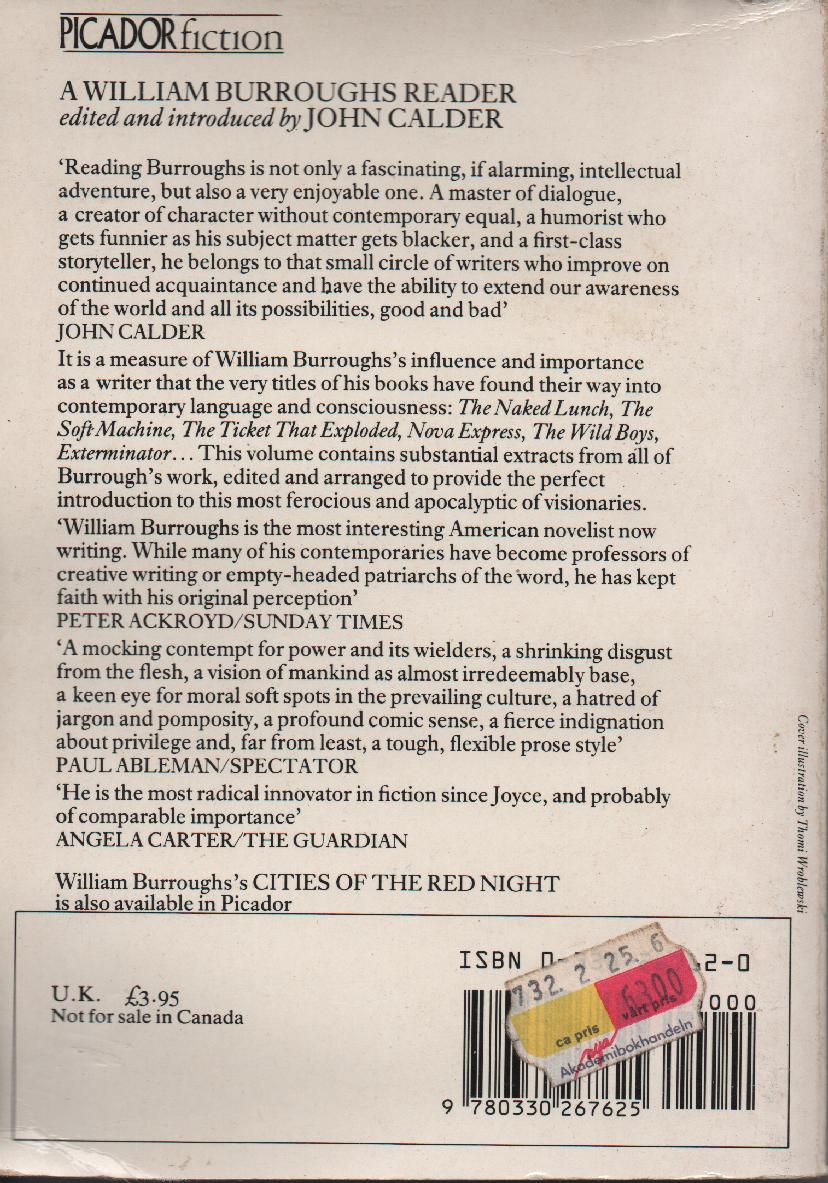 PICADOR fiction
A WILLIAM BURROUGHS READER
edited and introduced by JOHN CALDER
‘Reading Burroughs is not only a fascinating, if alarming, intellectual
adventure, but also a very enjoyable one. A master of dialogue,
a creator of character without contemporary equal, a humorist who
gets funnier as his subject matter gets blacker, and a first-class
storyteller, he belongs to that small circle of writers who improve on
continued acquaintance and have the ability to extend our awareness
of the world and all its possibilities, good and bad’
JOHN CALDER
It is a measure of William Burroughs's influence and importance
as a writer that the very titles of his books have found their way into
contemporary language and consciousness: The Naked Lunch, The
Soft Machine, The Ticket That Exploded, Nova Express, The Wild Boys,
Exterminator... This volume contains substantial extracts from all of
Burrough's work, edited and arranged to provide the perfect
introduction to this most ferocious and apocalyptic of visionaries.
‘William Burroughs is the most interesting American novelist now
writing. While many of his contemporaries have become professors of
creative writing or empty-headed patriarchs of the word, he has kept
faith with his original perception’
PETER ACKROYD/SUNDAY TIMES
‘A mocking contempt for power and its wielders, a shrinking disgust
from the flesh, a vision of mankind as almost irredeemably base,
a keen eye for moral soft spots in the prevailing culture, a hatred of
jargon and pomposity, a profound comic sense, a fierce indignation
about privilege and, far from least, a tough, flexible prose style’
PAUL ABLEMAN/SPECTATOR
‘He is the most radical innovator in fiction since Joyce, and probably
of comparable importance’
ANGELA CARTER/THE GUARDIAN
William Burroughs's CITIES OF THE RED NIGHT
is also available in Picador
Cover illustration by Thomi Wroblewski
U.K. £3.95
Not for sale in Canada
ISBN 0- 2-0
732. 2 25. 6
6300
ca pris vårt pris
nya
Akademibokhandeln
000
9 780330 267625